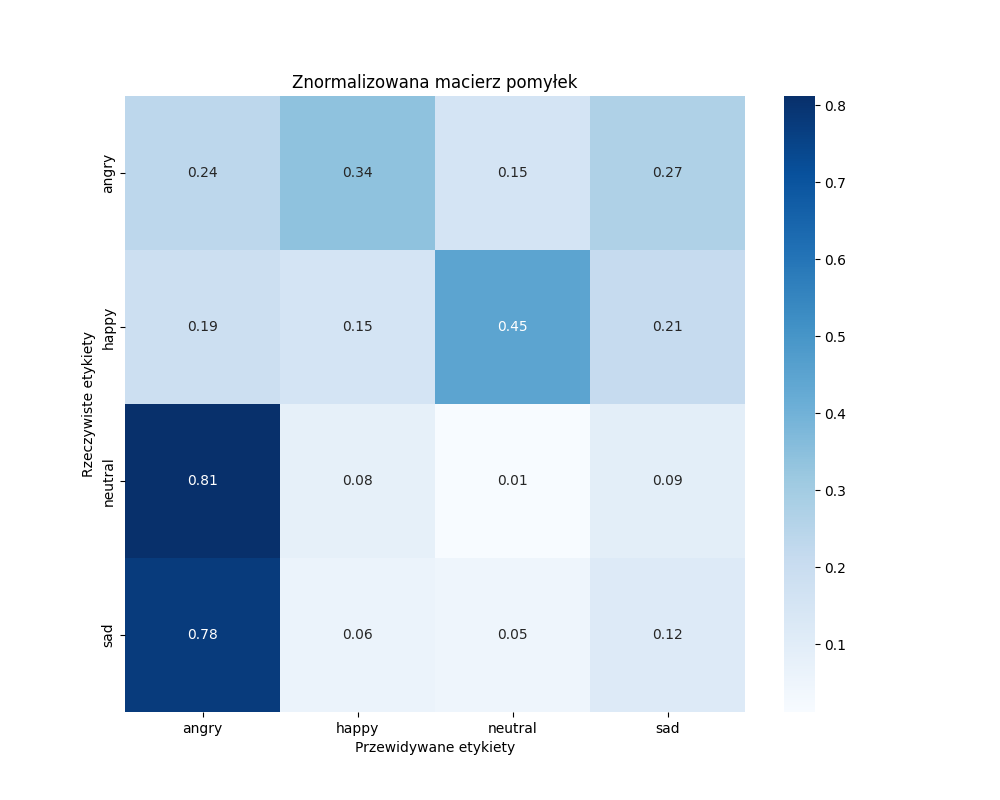 Znormalizowana macierz pomyłek
Rzeczywiste etykiety
angry 0.24 0.34 0.15 0.27
happy 0.19 0.15 0.45 0.21
neutral 0.81 0.08 0.01 0.09
sad 0.78 0.06 0.05 0.12
angry happy neutral sad
Przewidywane etykiety
0.8
0.7
0.6
0.5
0.4
0.3
0.2
0.1